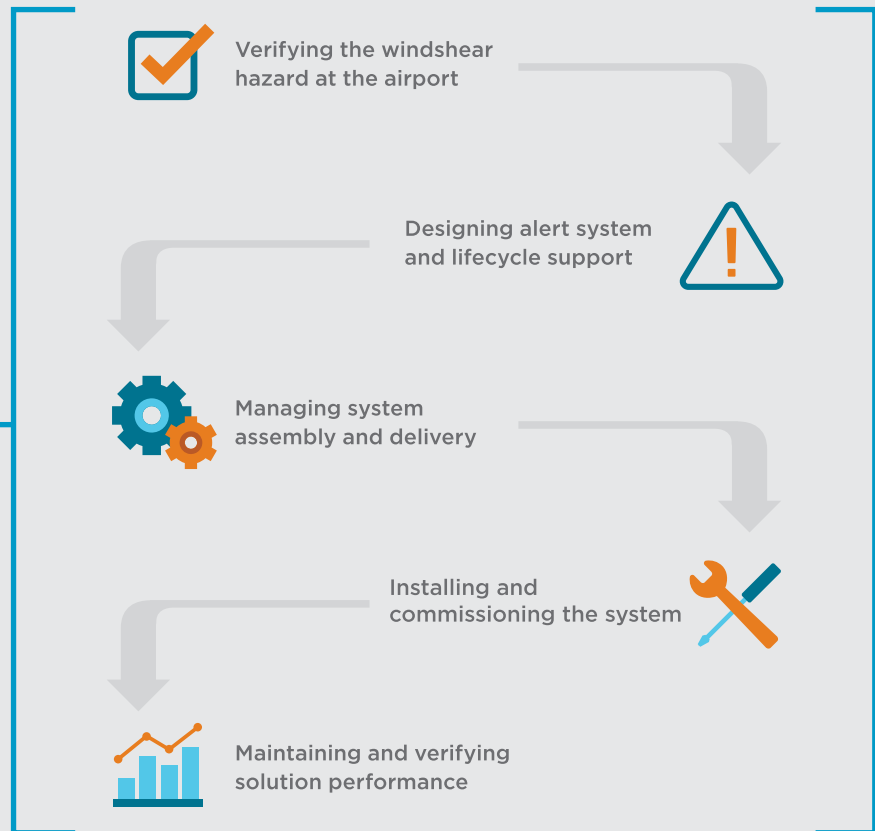 Verifying the windshear
hazard at the airport
Designing alert system
and lifecycle support
Managing system
assembly and delivery
Installing and
commissioning the system
Maintaining and verifying
solution performance